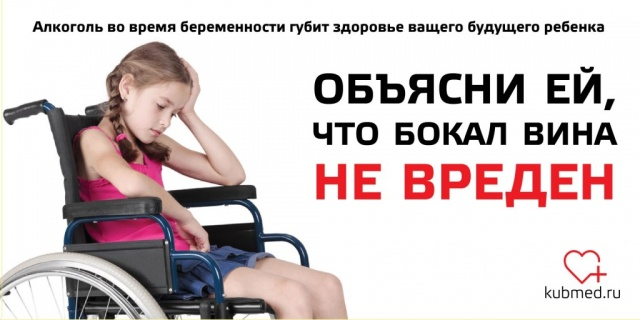 Алкоголь во время беременности губит здоровье ващего будущего ребенка
ОБЪЯСНИ ЕЙ,
ЧТО БОКАЛ ВИНА
НЕ ВРЕДЕН
kubmed.ru